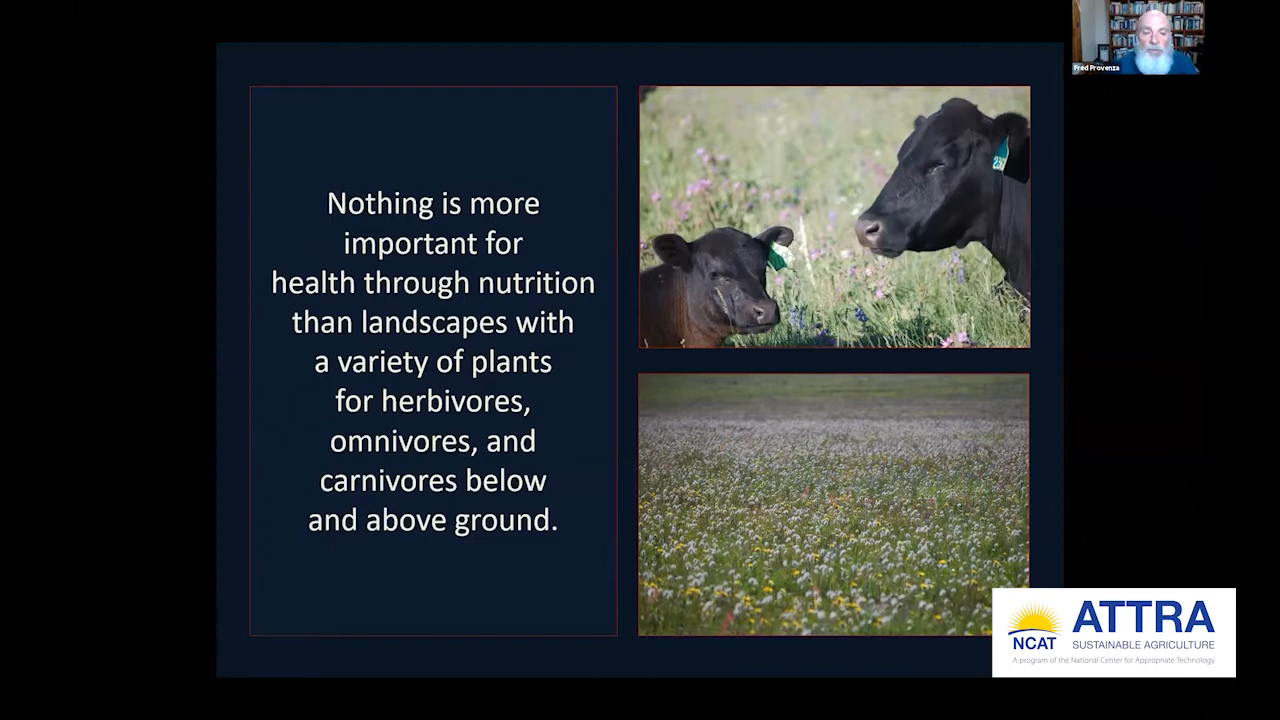 Fred Provenza
Nothing is more
important for
health through nutrition
than landscapes with
a variety of plants
for herbivores,
omnivores, and
carnivores below
and above ground.
NCAT
ATTRA
SUSTAINABLE AGRICULTURE
A program of the National Center for Appropriate Technology